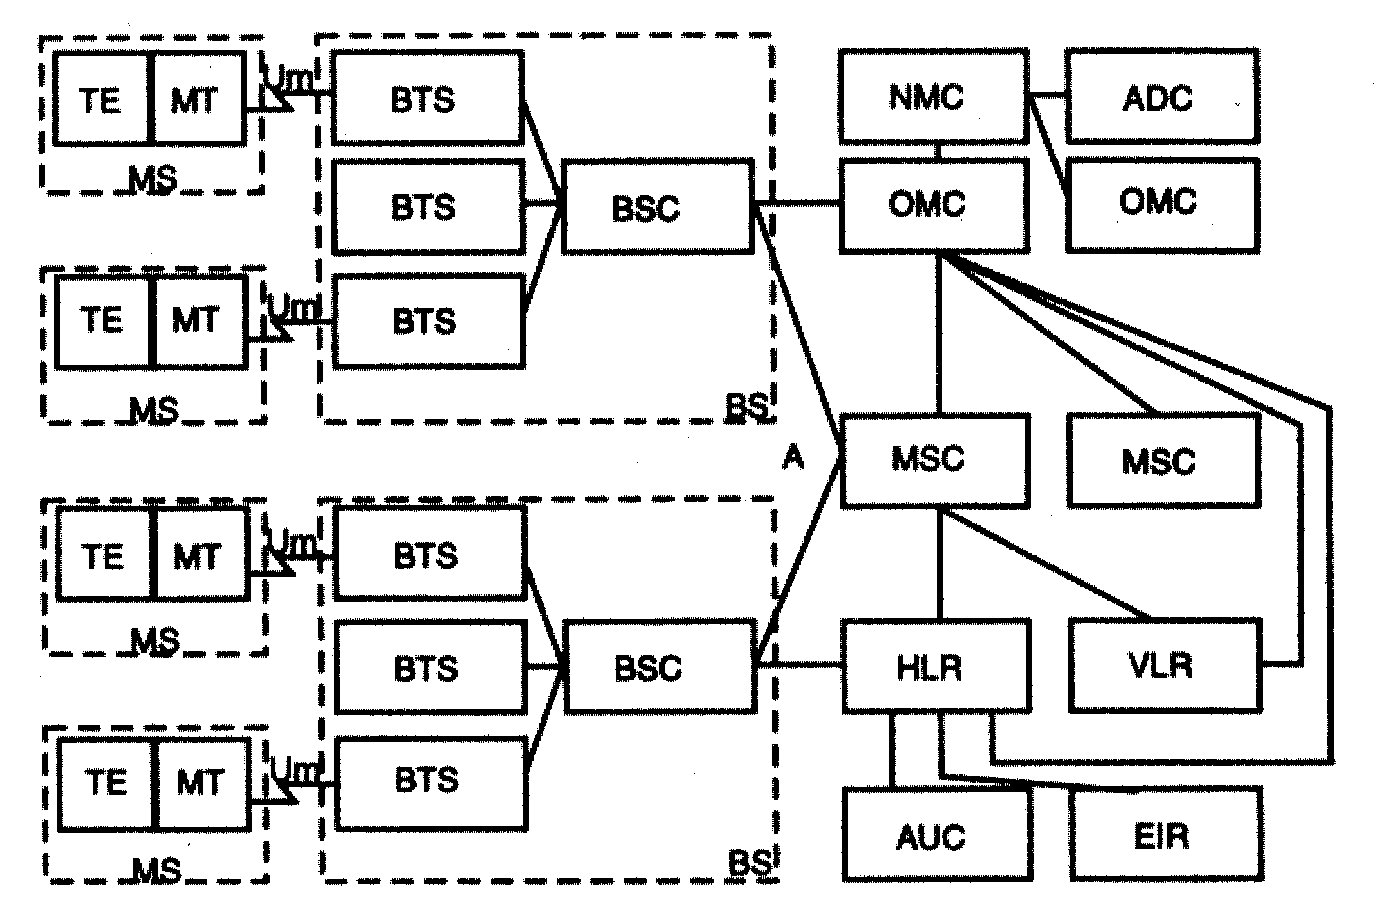 TE MT
MS
Um
BTS
BTS
BTS
BSC
BS
TE MT
MS
Um
NMC
ADC
OMC
OMC
A
MSC
MSC
TE MT
MS
Um
BTS
BTS
BTS
BSC
BS
TE MT
MS
Um
HLR
VLR
AUC
EIR